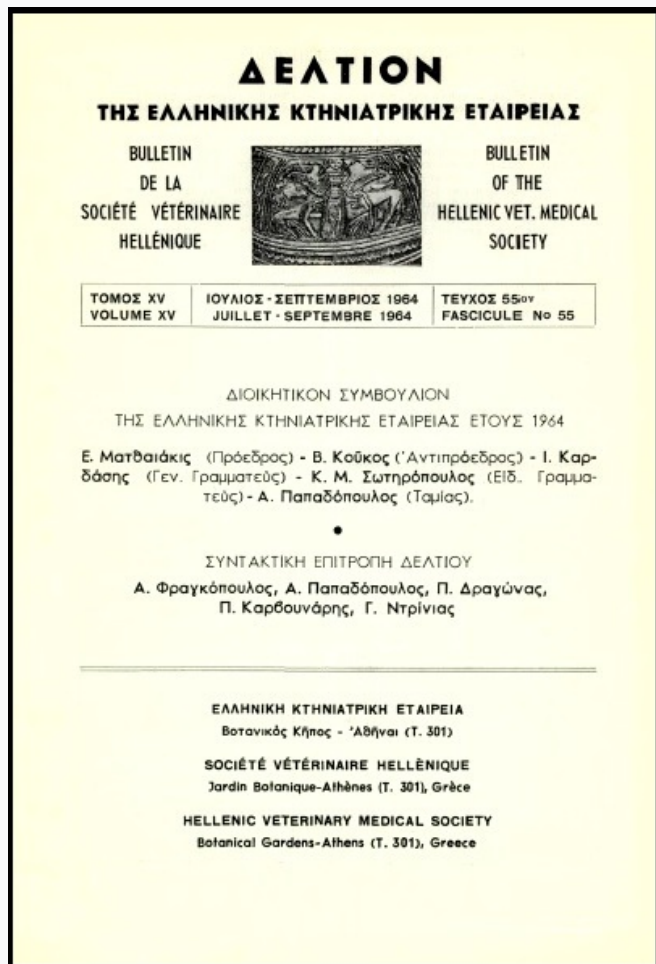 ΔΕΛΤΙΟΝ
ΤΗΣ ΕΛΛΗΝΙΚΗΣ ΚΤΗΝΙΑΤΡΙΚΗΣ ΕΤΑΙΡΕΙΑΣ
BULLETIN
DE LA
SOCIÉTÉ VÉTÉRINAIRE
HELLÉNIQUE
BULLETIN
OF THE
HELLENIC VET. MEDICAL
SOCIETY
ΤΟΜΟΣ XV
VOLUME XV
ΙΟΥΛΙΟΣ - ΣΕΠΤΕΜΒΡΙΟΣ 1964
JUILLET - SEPTEMBRE 1964
ΤΕΥΧΟΣ 55ον
FASCICULE No 55
ΔΙΟΙΚΗΤΙΚΟΝ ΣΥΜΒΟΥΛΙΟΝ
ΤΗΣ ΕΛΛΗΝΙΚΗΣ ΚΤΗΝΙΑΤΡΙΚΗΣ ΕΤΑΙΡΕΙΑΣ ΕΤΟΥΣ 1964
Ε. Ματθαιάκις (Πρόεδρος) - Β. Κοῦκος (Ἀντιπρόεδρος) - Ι. Καρ-
δάσης (Γεν. Γραμματεὺς) - Κ. Μ. Σωτηρόπουλος (Εἰδ. Γραμμα-
τεὺς) - Α. Παπαδόπουλος (Ταμίας).
ΣΥΝΤΑΚΤΙΚΗ ΕΠΙΤΡΟΠΗ ΔΕΛΤΙΟΥ
Α. Φραγκόπουλος, Α. Παπαδόπουλος, Π. Δραγώνας,
Π. Καρβουνάρης, Γ. Ντρίνιας
ΕΛΛΗΝΙΚΗ ΚΤΗΝΙΑΤΡΙΚΗ ΕΤΑΙΡΕΙΑ
Βοτανικός Κῆπος - Ἀθῆναι (Τ. 301)
SOCIÉTÉ VÉTÉRINAIRE HELLÈNIQUE
Jardin Botanique-Athènes (T. 301), Grèce
HELLENIC VETERINARY MEDICAL SOCIETY
Botanical Gardens-Athens (T. 301), Greece